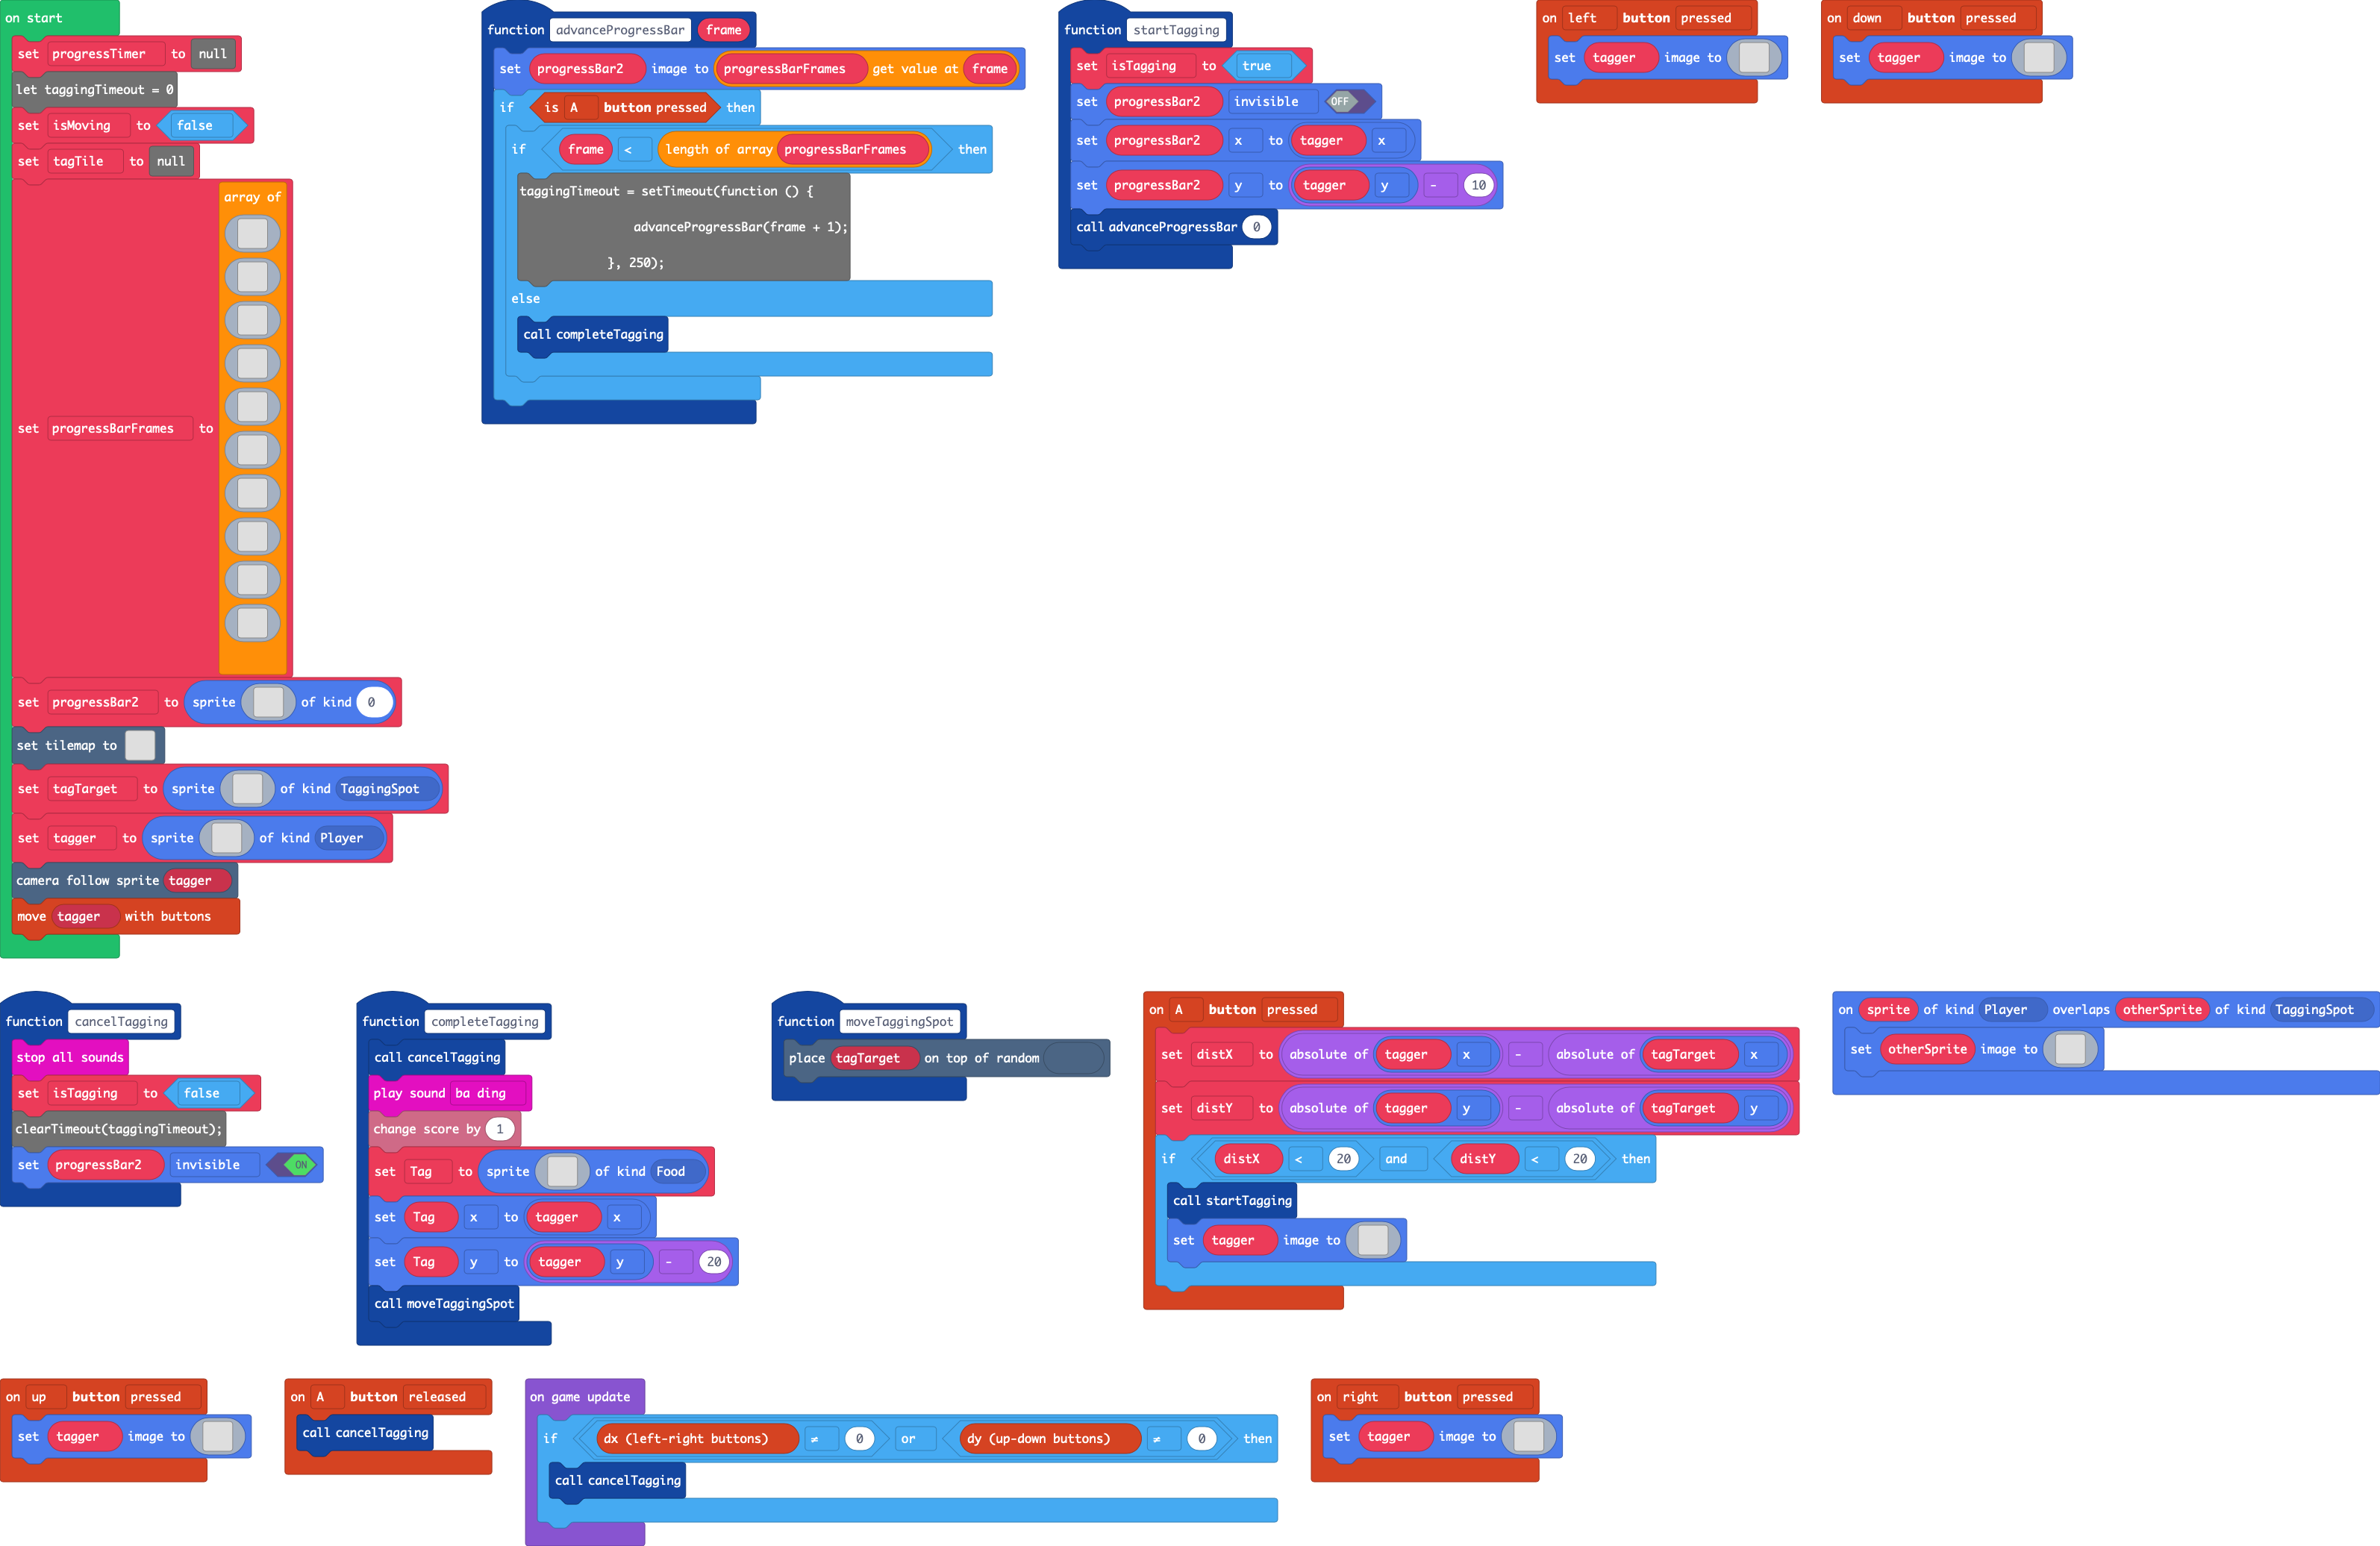 on start
set progressTimer to null
let taggingTimeout = 0
set isMoving to false
set tagTile to null
set progressBarFrames to array of
set progressBar2 to sprite of kind 0
set tilemap to
set tagTarget to sprite of kind TaggingSpot
set tagger to sprite of kind Player
camera follow sprite tagger
move tagger with buttons
function advanceProgressBar frame
set progressBar2 image to progressBarFrames get value at frame
if is A button pressed then
if frame < length of array progressBarFrames then
taggingTimeout = setTimeout(function () {
advanceProgressBar(frame + 1);
}, 250);
else
call completeTagging
function startTagging
set isTagging to true
set progressBar2 invisible OFF
set progressBar2 x to tagger x
set progressBar2 y to tagger y - 10
call advanceProgressBar 0
on left button pressed
set tagger image to
on down button pressed
set tagger image to
function cancelTagging
stop all sounds
set isTagging to false
clearTimeout(taggingTimeout);
set progressBar2 invisible ON
function completeTagging
call cancelTagging
play sound ba ding
change score by 1
set Tag to sprite of kind Food
set Tag x to tagger x
set Tag y to tagger y - 20
call moveTaggingSpot
function moveTaggingSpot
place tagTarget on top of random
on A button pressed
set distX to absolute of tagger x - absolute of tagTarget x
set distY to absolute of tagger y - absolute of tagTarget y
if distX < 20 and distY < 20 then
call startTagging
set tagger image to
on sprite of kind Player overlaps otherSprite of kind TaggingSpot
set otherSprite image to
on up button pressed
set tagger image to
on A button released
call cancelTagging
on game update
if dx (left-right buttons) ≠ 0 or dy (up-down buttons) ≠ 0 then
call cancelTagging
on right button pressed
set tagger image to